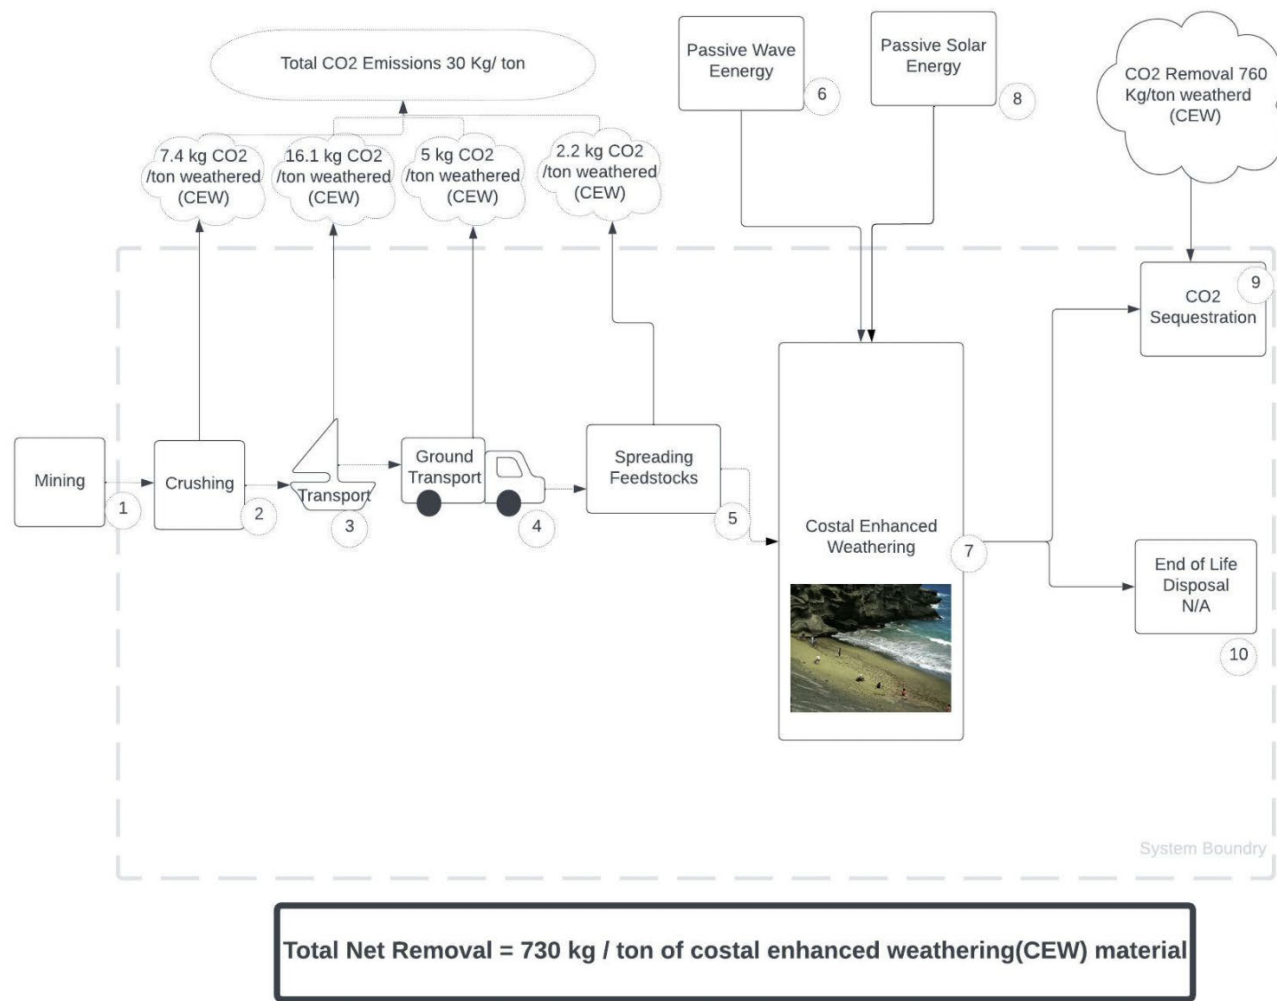 Total CO2 Emissions 30 Kg/ ton
Passive Wave
Eenergy
6
Passive Solar
Energy
8
CO2 Removal 760
Kg/ton weatherd
(CEW)
7.4 kg CO2
/ton weathered
(CEW)
16.1 kg CO2
/ton weathered
(CEW)
5 kg CO2
/ton weathered
(CEW)
2.2 kg CO2
/ton weathered
(CEW)
9
CO2
Sequestration
Mining
1
Crushing
2
Transport
3
Ground
Transport
4
Spreading
Feedstocks
5
Costal Enhanced
Weathering
7
End of Life
Disposal
N/A
10
System Boundry
Total Net Removal = 730 kg / ton of costal enhanced weathering(CEW) material